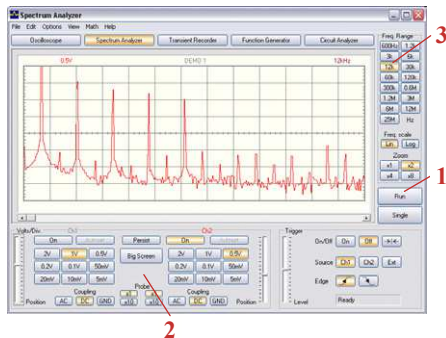 Spectrum Analyzer
File Edit Options View Math Help
Oscilloscope Spectrum Analyzer Transient Recorder Function Generator Circuit Analyzer
0.5V DEMO 1 12kHz
Freq. Range
600Hz 1.2k
3k 6k
12k 30k
60k 120k
300k 0.6M
1.2M 3M
6M 12M
25M Hz
3
Freq. scale
Lin Log
Zoom
x1 x2
x4 x8
Run
1
Single
Volts/Div. Ch1
On
2V 1V 0.5V
0.2V 0.1V 50mV
20mV 10mV 5mV
Coupling
Position AC DC GND
Persist
Big Screen
Probe
x1
x10 x10
2
Ch2
On
2V 1V 0.5V
0.2V 0.1V 50mV
20mV 10mV 5mV
Coupling
AC DC GND Position
Trigger
On/Off On Off
Source Ch1 Ch2 Ext
Edge
Level Ready